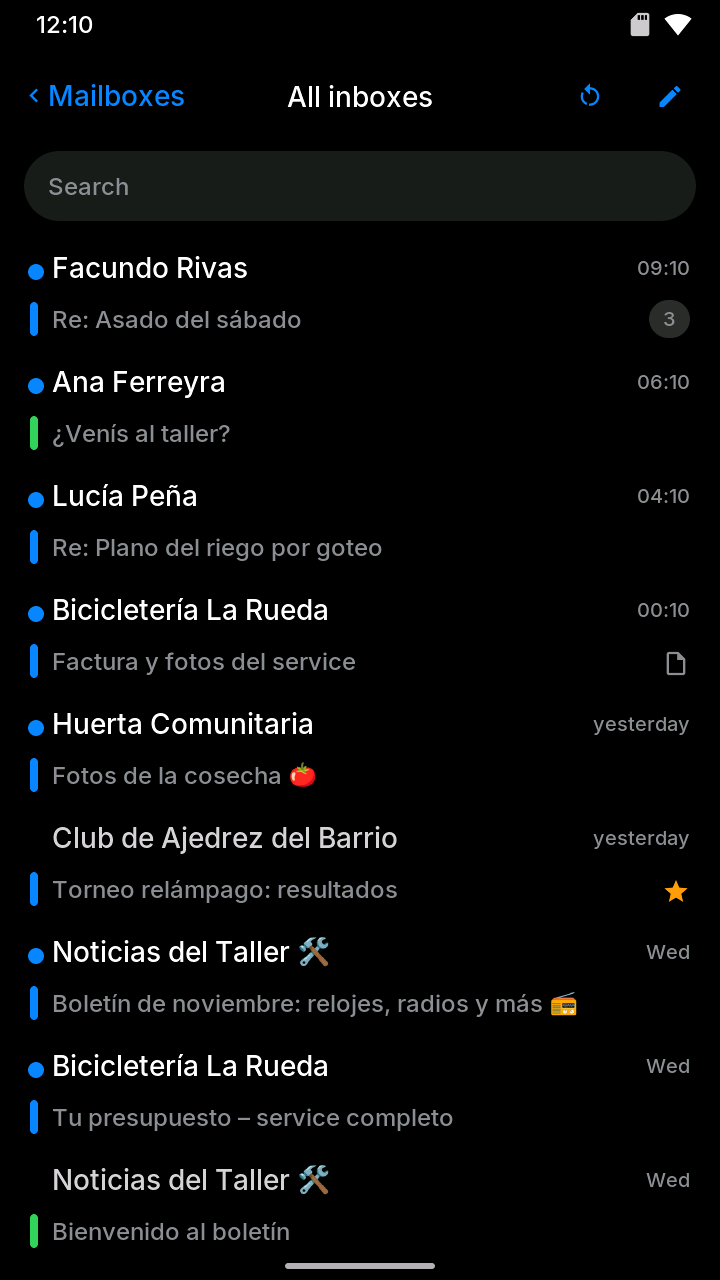 12:10
Mailboxes
All inboxes
Search
Facundo Rivas 09:10
Re: Asado del sábado 3
Ana Ferreyra 06:10
¿Venís al taller?
Lucía Peña 04:10
Re: Plano del riego por goteo
Bicicletería La Rueda 00:10
Factura y fotos del service
Huerta Comunitaria yesterday
Fotos de la cosecha 🍅
Club de Ajedrez del Barrio yesterday
Torneo relámpago: resultados
Noticias del Taller 🛠️ Wed
Boletín de noviembre: relojes, radios y más 📻
Bicicletería La Rueda Wed
Tu presupuesto – service completo
Noticias del Taller 🛠️ Wed
Bienvenido al boletín